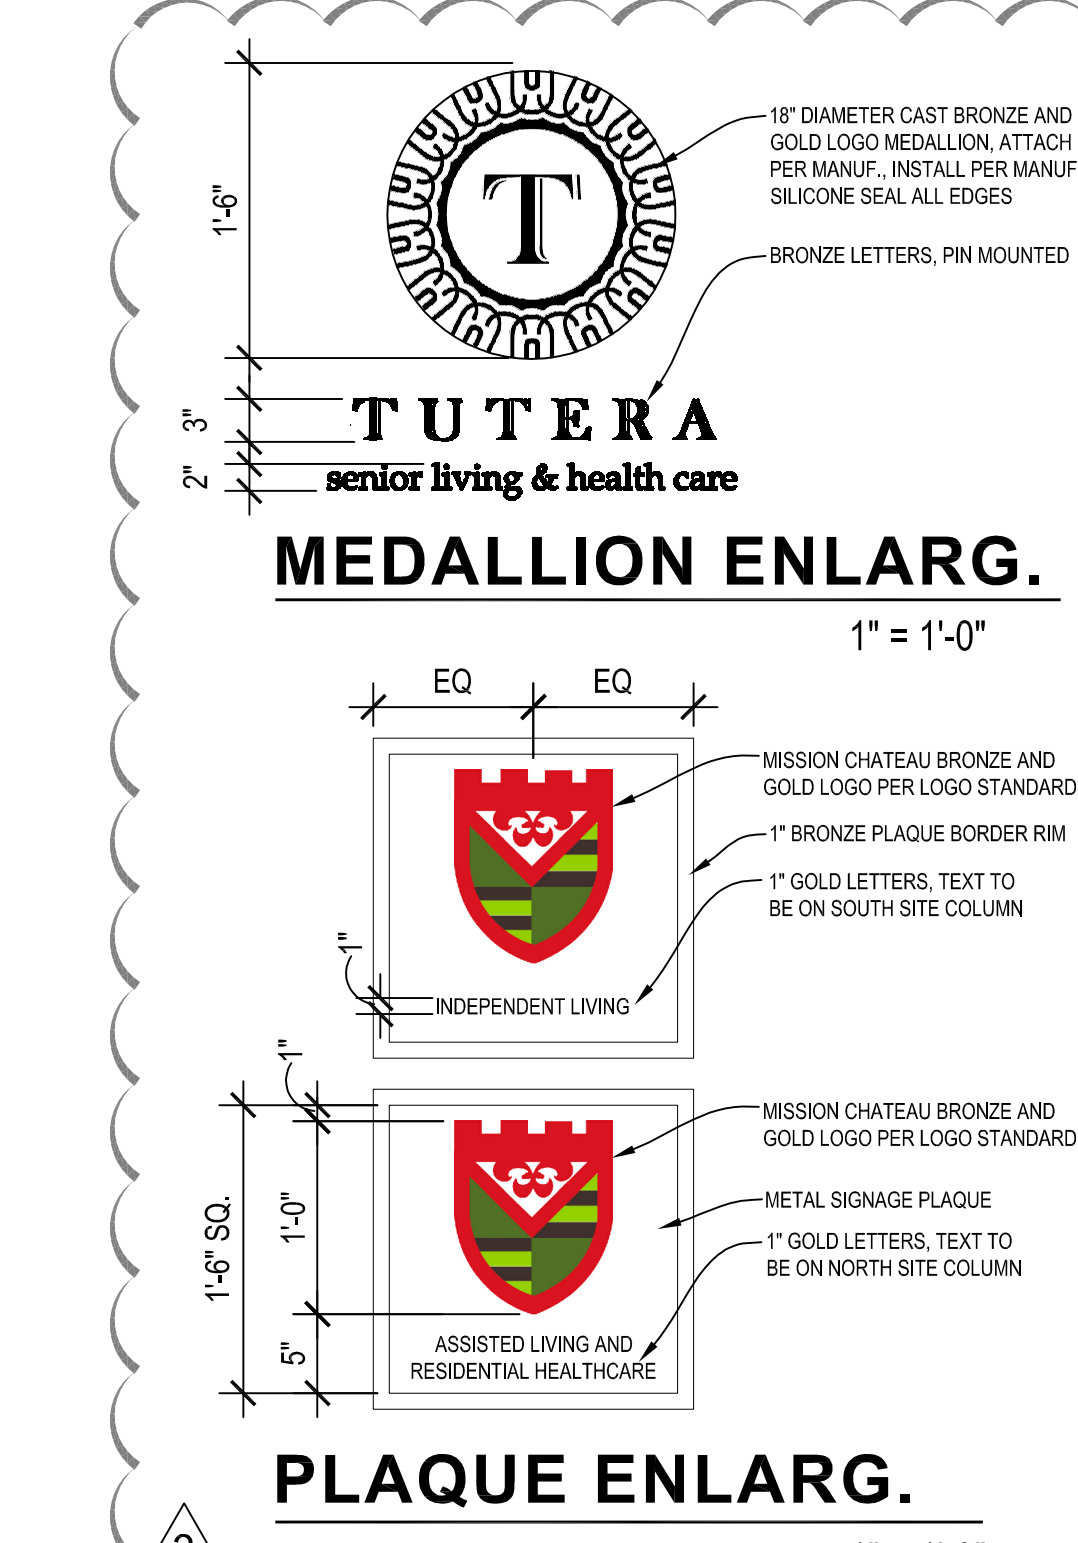 1'-6"
T
18" DIAMETER CAST BRONZE AND
GOLD LOGO MEDALLION, ATTACH
PER MANUF., INSTALL PER MANUF
SILICONE SEAL ALL EDGES
BRONZE LETTERS, PIN MOUNTED
3"
TUTERA
2"
senior living & health care
MEDALLION ENLARG.
1" = 1'-0"
EQ
EQ
MISSION CHATEAU BRONZE AND
GOLD LOGO PER LOGO STANDARD
1" BRONZE PLAQUE BORDER RIM
1" GOLD LETTERS, TEXT TO
BE ON SOUTH SITE COLUMN
1"
INDEPENDENT LIVING
1"
MISSION CHATEAU BRONZE AND
GOLD LOGO PER LOGO STANDARD
1'-6" SQ.
1'-0"
METAL SIGNAGE PLAQUE
1" GOLD LETTERS, TEXT TO
BE ON NORTH SITE COLUMN
5"
ASSISTED LIVING AND
RESIDENTIAL HEALTHCARE
PLAQUE ENLARG.